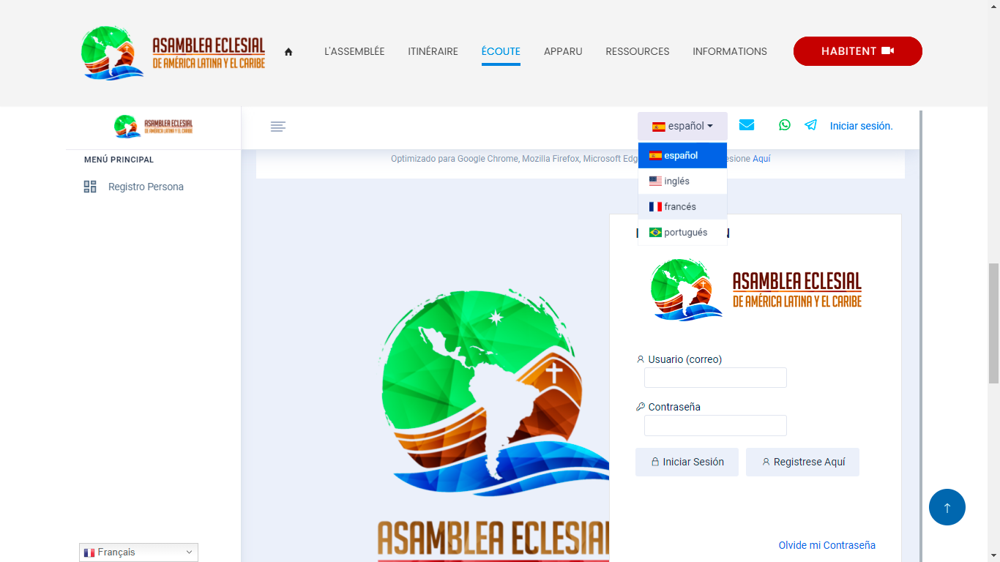 ASAMBLEA ECLESIAL
DE AMÉRICA LATINA Y EL CARIBE
L'ASSEMBLÉE
ITINÉRAIRE
ÉCOUTE
APPARU
RESSOURCES
INFORMATIONS
HABITENT
ASAMBLEA ECLESIAL
DE AMÉRICA LATINA Y EL CARIBE
español
Iniciar sesión.
MENÚ PRINCIPAL
Registro Persona
Optimizado para Google Chrome, Mozilla Firefox, Microsoft Edg
esione Aquí
español
inglés
francés
portugués
ASAMBLEA ECLESIAL
DE AMÉRICA LATINA Y EL CARIBE
Usuario (correo)
Contraseña
Iniciar Sesión
Registrese Aquí
ASAMBLEA ECLESIAL
Olvide mi Contraseña
Français